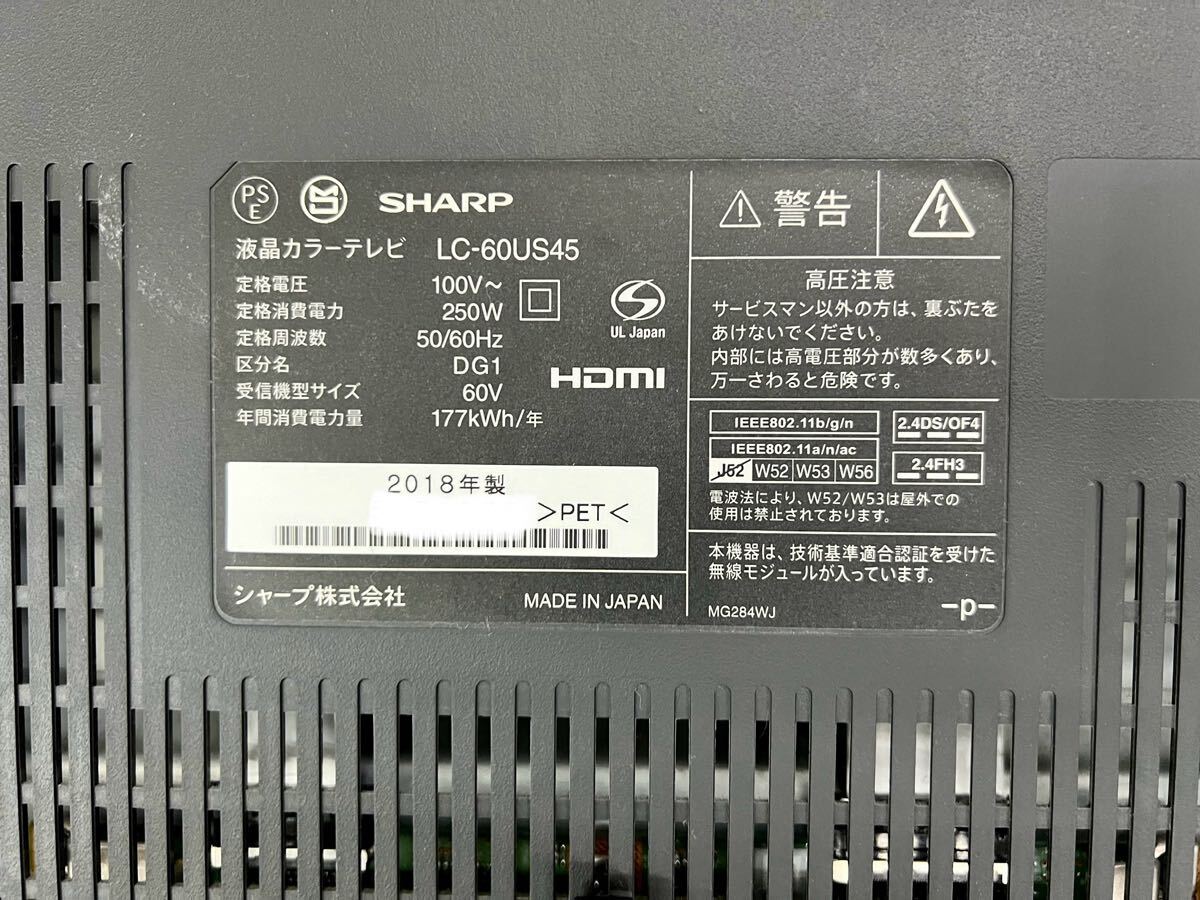 PS
E
SHARP
液晶カラーテレビ LC-60US45
定格電圧 100V～
定格消費電力 250W
定格周波数 50/60Hz
区分名 DG1
受信機型サイズ 60V
年間消費電力量 177kWh/年
UL Japan
HDMI
2018年製
>PET<
シャープ株式会社 MADE IN JAPAN
警告
高圧注意
サービスマン以外の方は、裏ぶたを
あけないでください。
内部には高電圧部分が数多くあり、
万一さわると危険です。
IEEE802.11b/g/n
IEEE802.11a/n/ac
J52 W52 W53 W56
2.4DS/OF4
2.4FH3
電波法により、W52/W53は屋外での
使用は禁止されております。
本機器は、技術基準適合認証を受けた
無線モジュールが入っています。
MG284WJ -p-